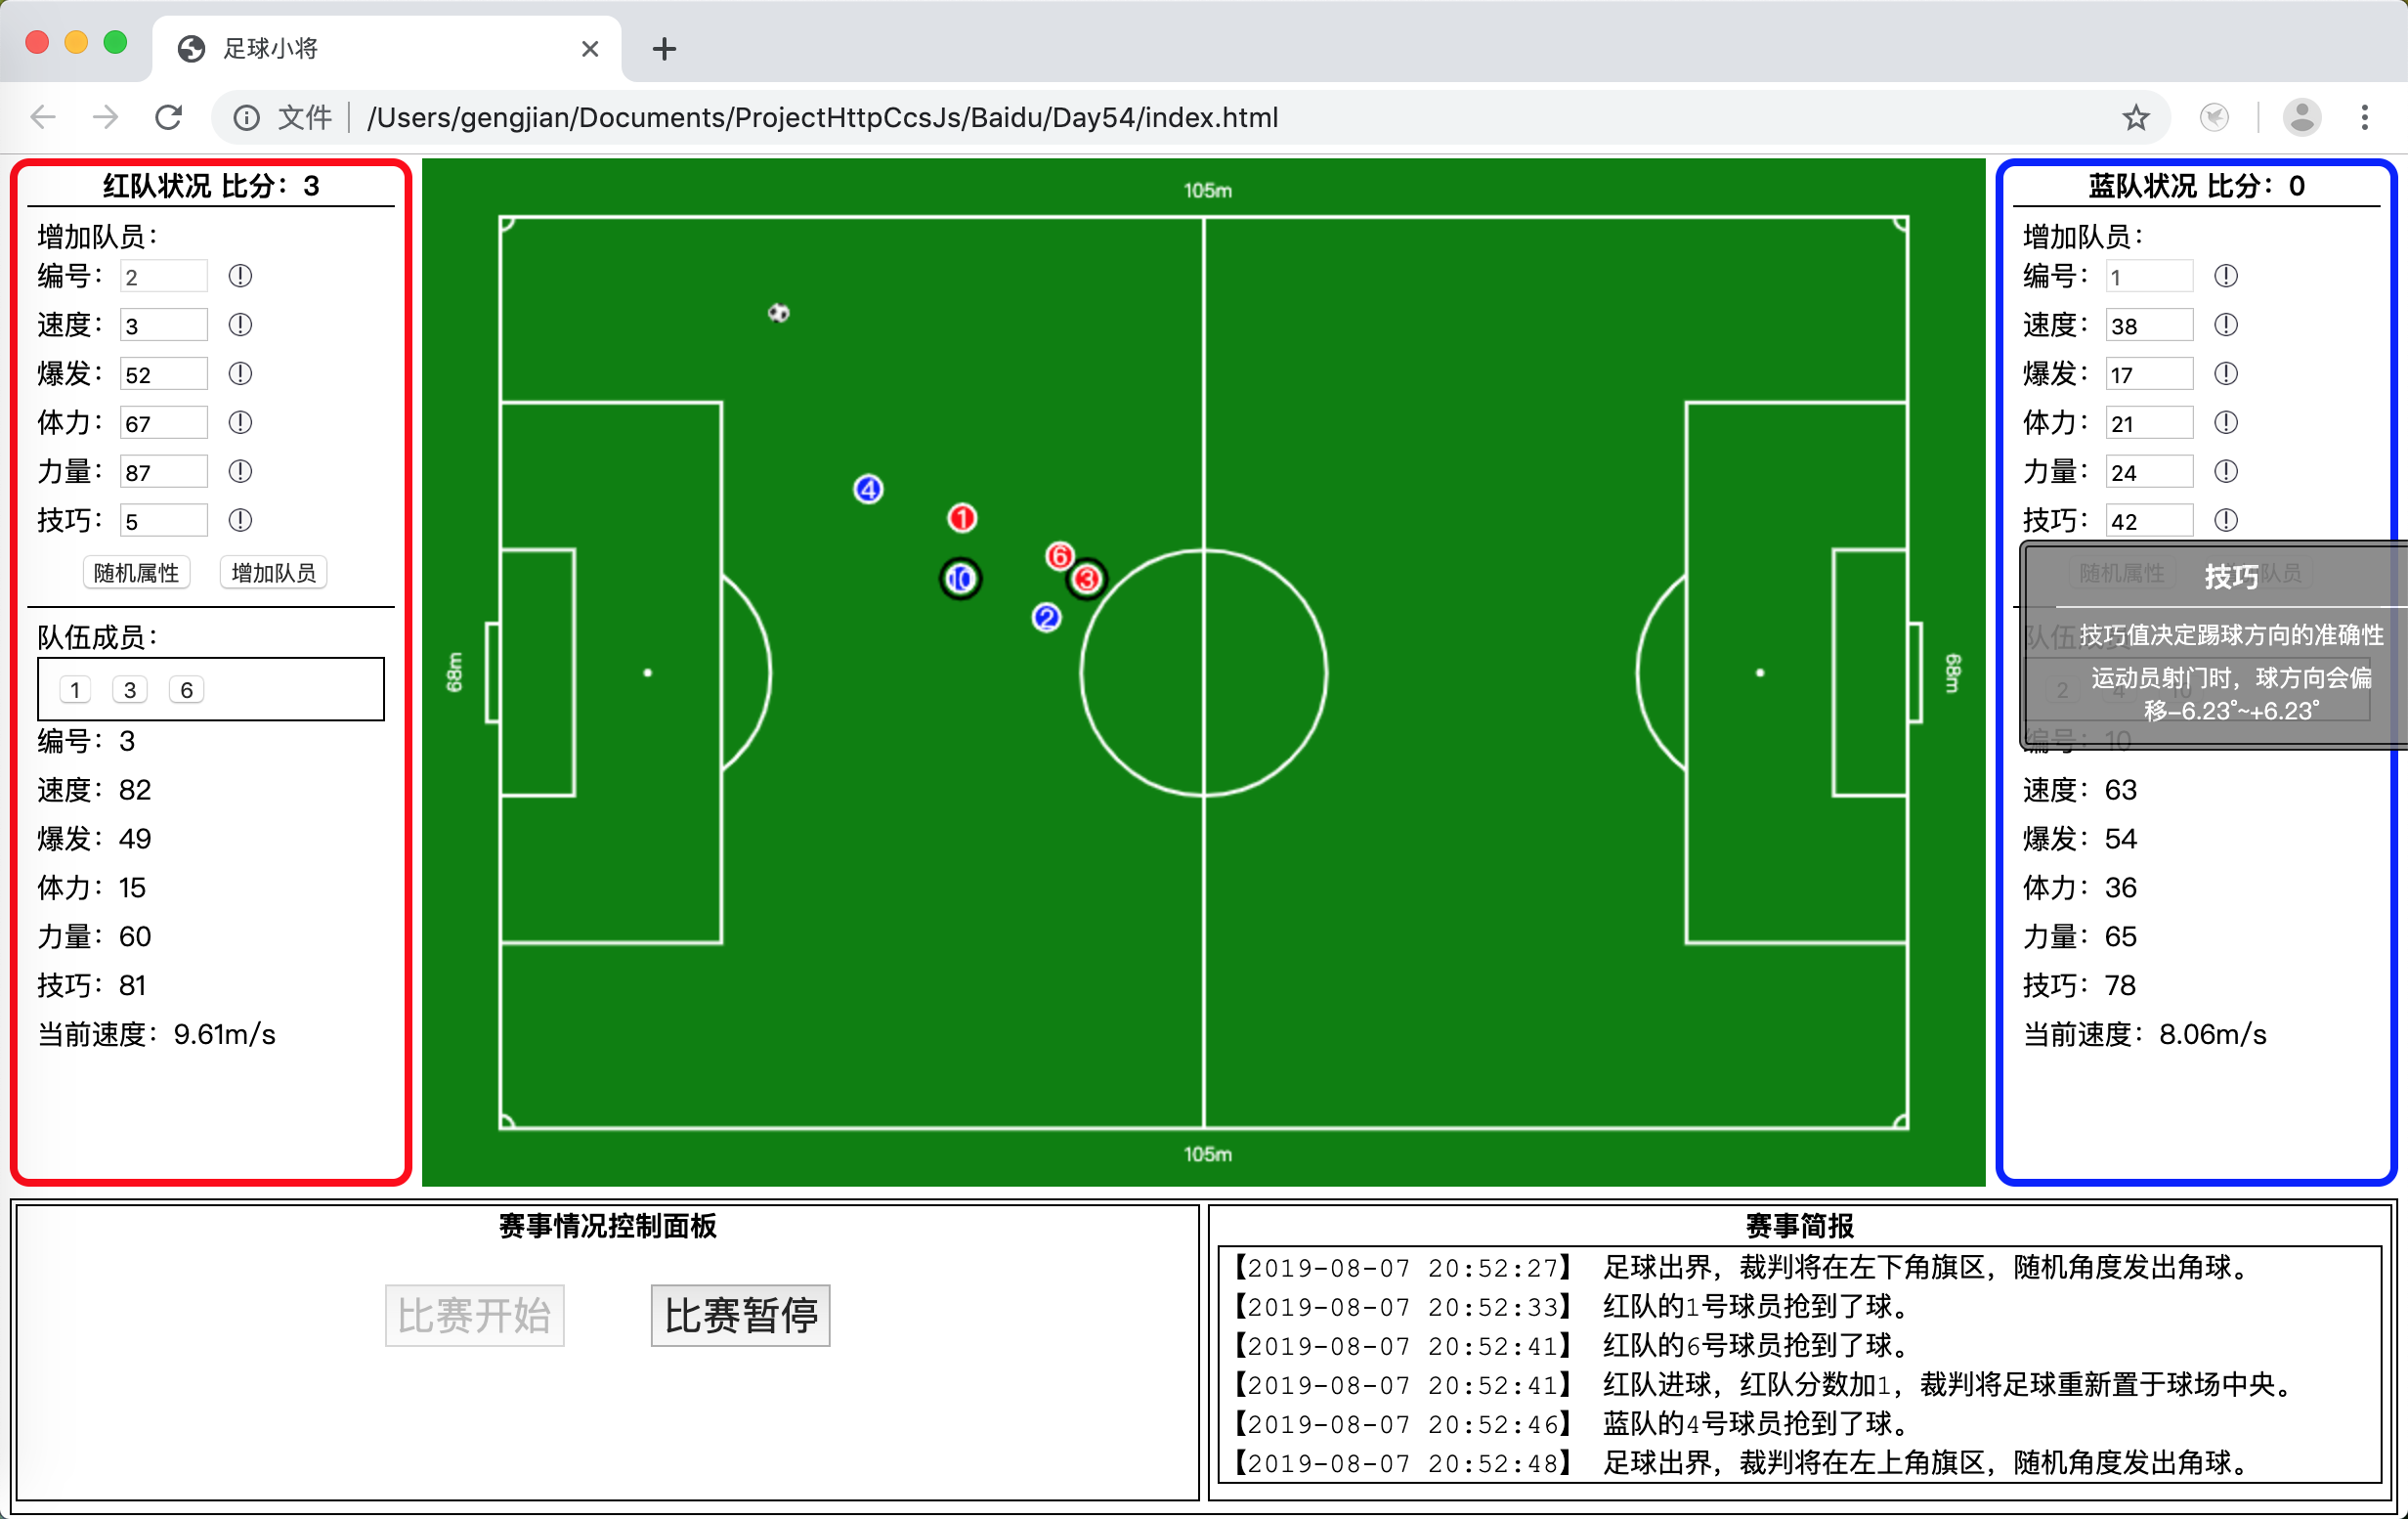 足球小将
文件 /Users/gengjian/Documents/ProjectHttpCcsJs/Baidu/Day54/index.html
红队状况 比分：3
增加队员：
编号：2
速度：3
爆发：52
体力：67
力量：87
技巧：5
随机属性 增加队员
队伍成员：
1 3 6
编号：3
速度：82
爆发：49
体力：15
力量：60
技巧：81
当前速度：9.61m/s
105m
4
1
6
10
3
2
68m
68m
105m
蓝队状况 比分：0
增加队员：
编号：1
速度：38
爆发：17
体力：21
力量：24
技巧：42
随机属性 队员
技巧
技巧值决定踢球方向的准确性
运动员射门时，球方向会偏
移-6.23°~+6.23°
队伍成员
2 4 10
编号：10
速度：63
爆发：54
体力：36
力量：65
技巧：78
当前速度：8.06m/s
赛事情况控制面板
比赛开始 比赛暂停
赛事简报
【2019-08-07 20:52:27】 足球出界，裁判将在左下角旗区，随机角度发出角球。
【2019-08-07 20:52:33】 红队的1号球员抢到了球。
【2019-08-07 20:52:41】 红队的6号球员抢到了球。
【2019-08-07 20:52:41】 红队进球，红队分数加1，裁判将足球重新置于球场中央。
【2019-08-07 20:52:46】 蓝队的4号球员抢到了球。
【2019-08-07 20:52:48】 足球出界，裁判将在左上角旗区，随机角度发出角球。